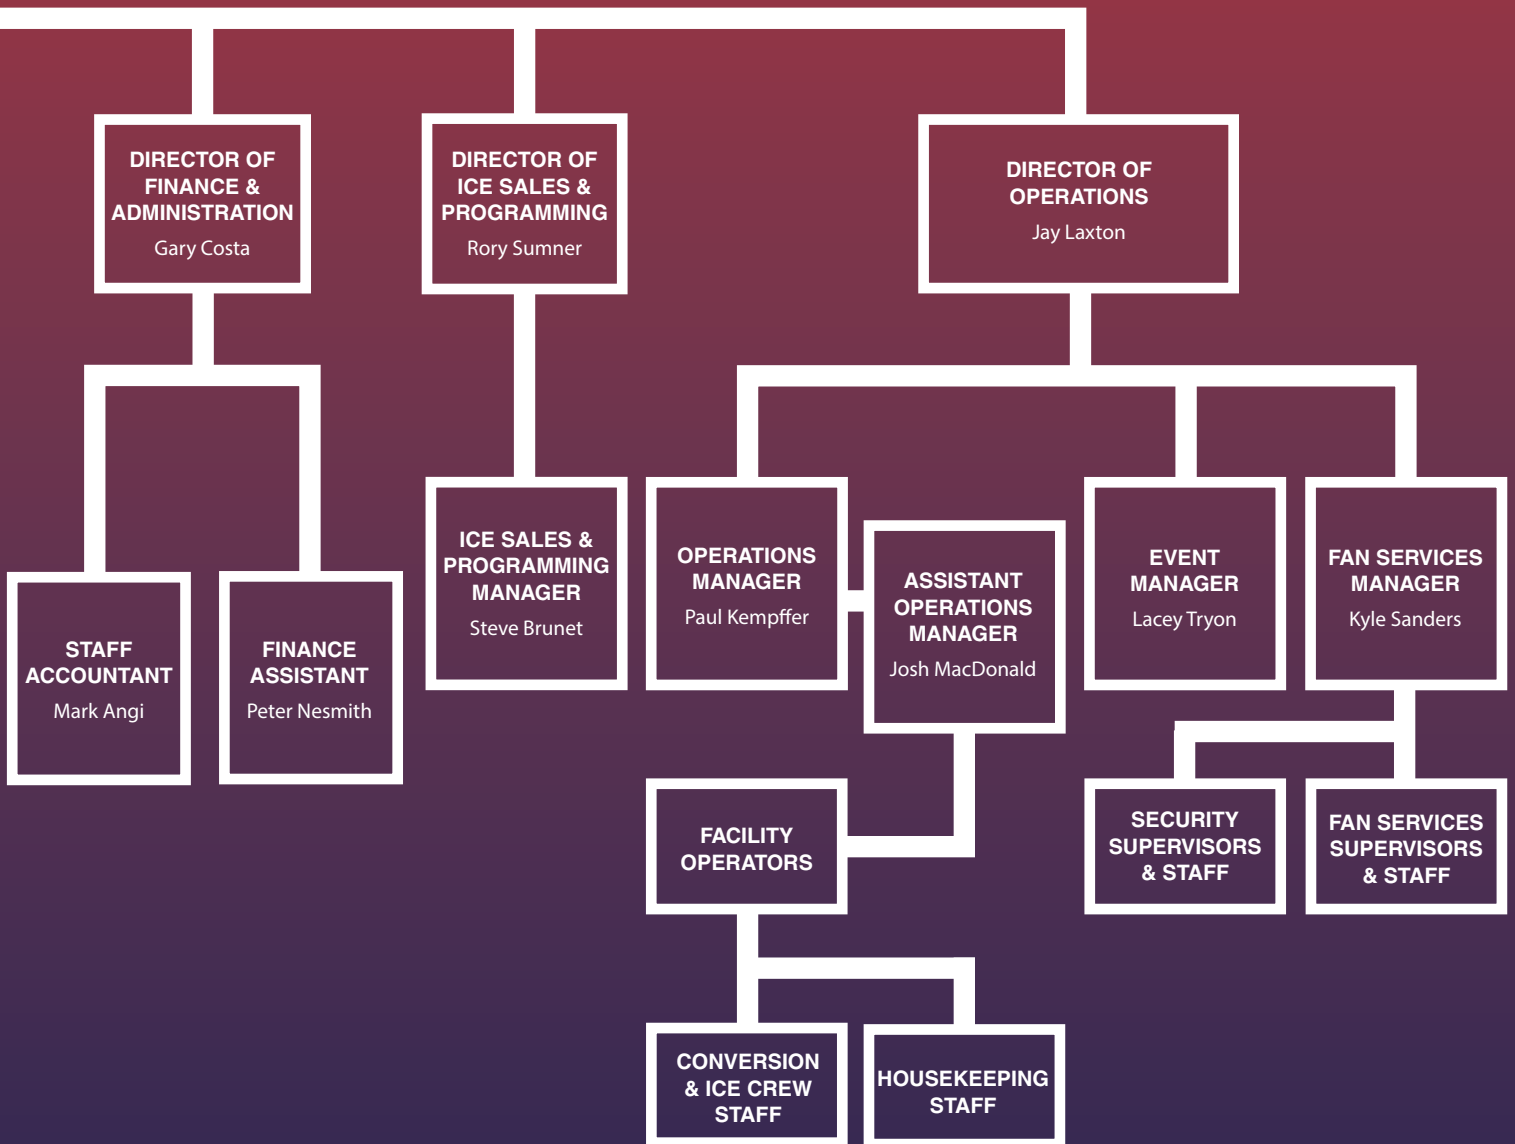 DIRECTOR OF
FINANCE &
ADMINISTRATION
Gary Costa
DIRECTOR OF
ICE SALES &
PROGRAMMING
Rory Sumner
DIRECTOR OF
OPERATIONS
Jay Laxton
STAFF
ACCOUNTANT
Mark Angi
FINANCE
ASSISTANT
Peter Nesmith
ICE SALES &
PROGRAMMING
MANAGER
Steve Brunet
OPERATIONS
MANAGER
Paul Kempffer
ASSISTANT
OPERATIONS
MANAGER
Josh MacDonald
EVENT
MANAGER
Lacey Tryon
FAN SERVICES
MANAGER
Kyle Sanders
FACILITY
OPERATORS
SECURITY
SUPERVISORS
& STAFF
FAN SERVICES
SUPERVISORS
& STAFF
CONVERSION
& ICE CREW
STAFF
HOUSEKEEPING
STAFF